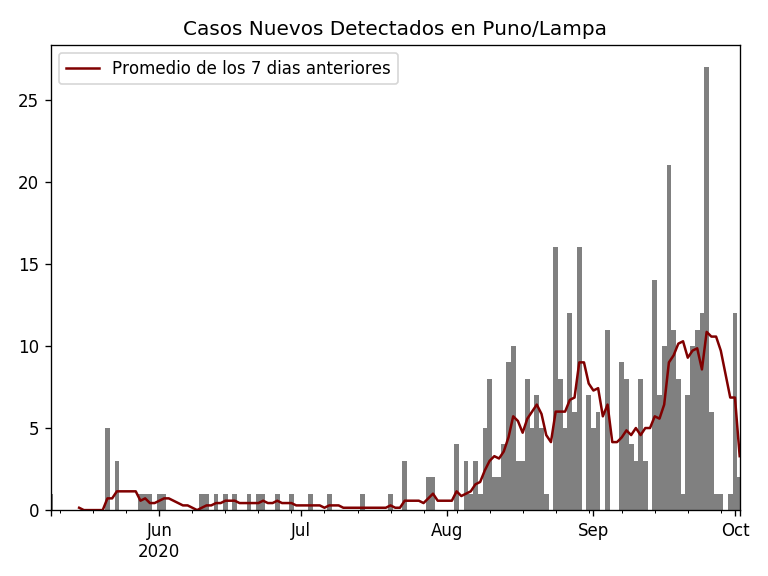 Casos Nuevos Detectados en Puno/Lampa
Promedio de los 7 dias anteriores
25
20
15
10
5
0
Jun
2020
Jul
Aug
Sep
Oct